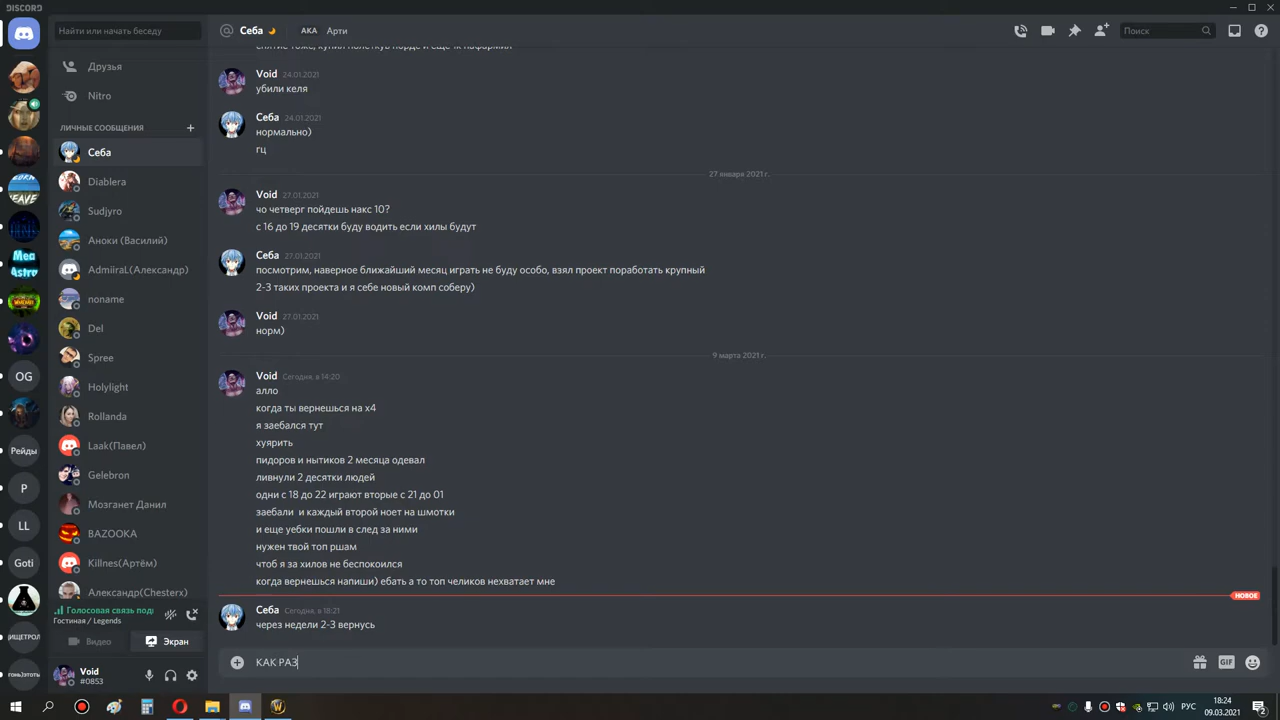 DISCORD
Найти или начать беседу
Себа
AKA Арти
Поиск
Друзья
Nitro
ЛИЧНЫЕ СООБЩЕНИЯ
Себа
Diablera
Sudjyro
Аноки (Василий)
AdmiiraL(Александр)
noname
Del
Spree
Holylight
Rollanda
Laak(Павел)
Gelebron
Мозганет Данил
BAZOOKA
Killnes(Артём)
Александр(Chesterx)
Mea Astro
OG
Рейды
P
LL
Goti
Голосовая связь подк
Гостиная / Legends
Видео
Экран
Void
#0853
Void 24.01.2021
убили келя
Себа 24.01.2021
нормально)
гц
27 января 2021 г.
Void 27.01.2021
чо четверг пойдешь накс 10?
с 16 до 19 десятки буду водить если хилы будут
Себа 27.01.2021
посмотрим, наверное ближайший месяц играть не буду особо, взял проект поработать крупный
2-3 таких проекта и я себе новый комп соберу)
Void 27.01.2021
норм)
9 марта 2021 г.
Void Сегодня, в 14:20
алло
когда ты вернешься на х4
я заебался тут
хуярить
пидоров и нытиков 2 месяца одевал
ливнули 2 десятки людей
одни с 18 до 22 играют вторые с 21 до 01
заебали и каждый второй ноет на шмотки
и еще уебки пошли в след за ними
нужен твой топ ршам
чтоб я за хилов не беспокоился
когда вернешься напиши) ебать а то топ челиков нехватает мне
НОВОЕ
Себа Сегодня, в 18:21
через недели 2-3 вернусь
КАК РАЗ
GIF
РУС
18:24
09.03.2021